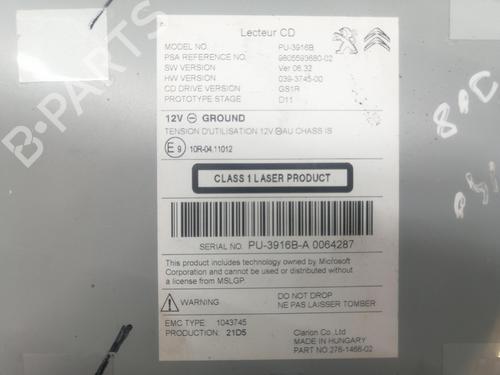 Lecteur CD
MODEL NO. PU-3916B
PSA REFERENCE NO. 9805593680-02
SW VERSION Ver 06.32
HW VERSION 039-3745-00
CD DRIVE VERSION GS1R
PROTOTYPE STAGE D11
12V ⊖ GROUND
TENSION D'UTILISATION 12V ⊖AU CHASSIS
E 9 10R-04.11012
CLASS 1 LASER PRODUCT
SERIAL NO. PU-3916B-A 0064287
This product includes technology owned by Microsoft
Corporation and cannot be used or distributed without
a license from MSLGP.
WARNING DO NOT DROP
NE PAS LAISSER TOMBER
EMC TYPE 1043745
PRODUCTION: 21D5
Clarion Co.,Ltd
MADE IN HUNGARY
PART NO.276-1466-02
B-PARTS